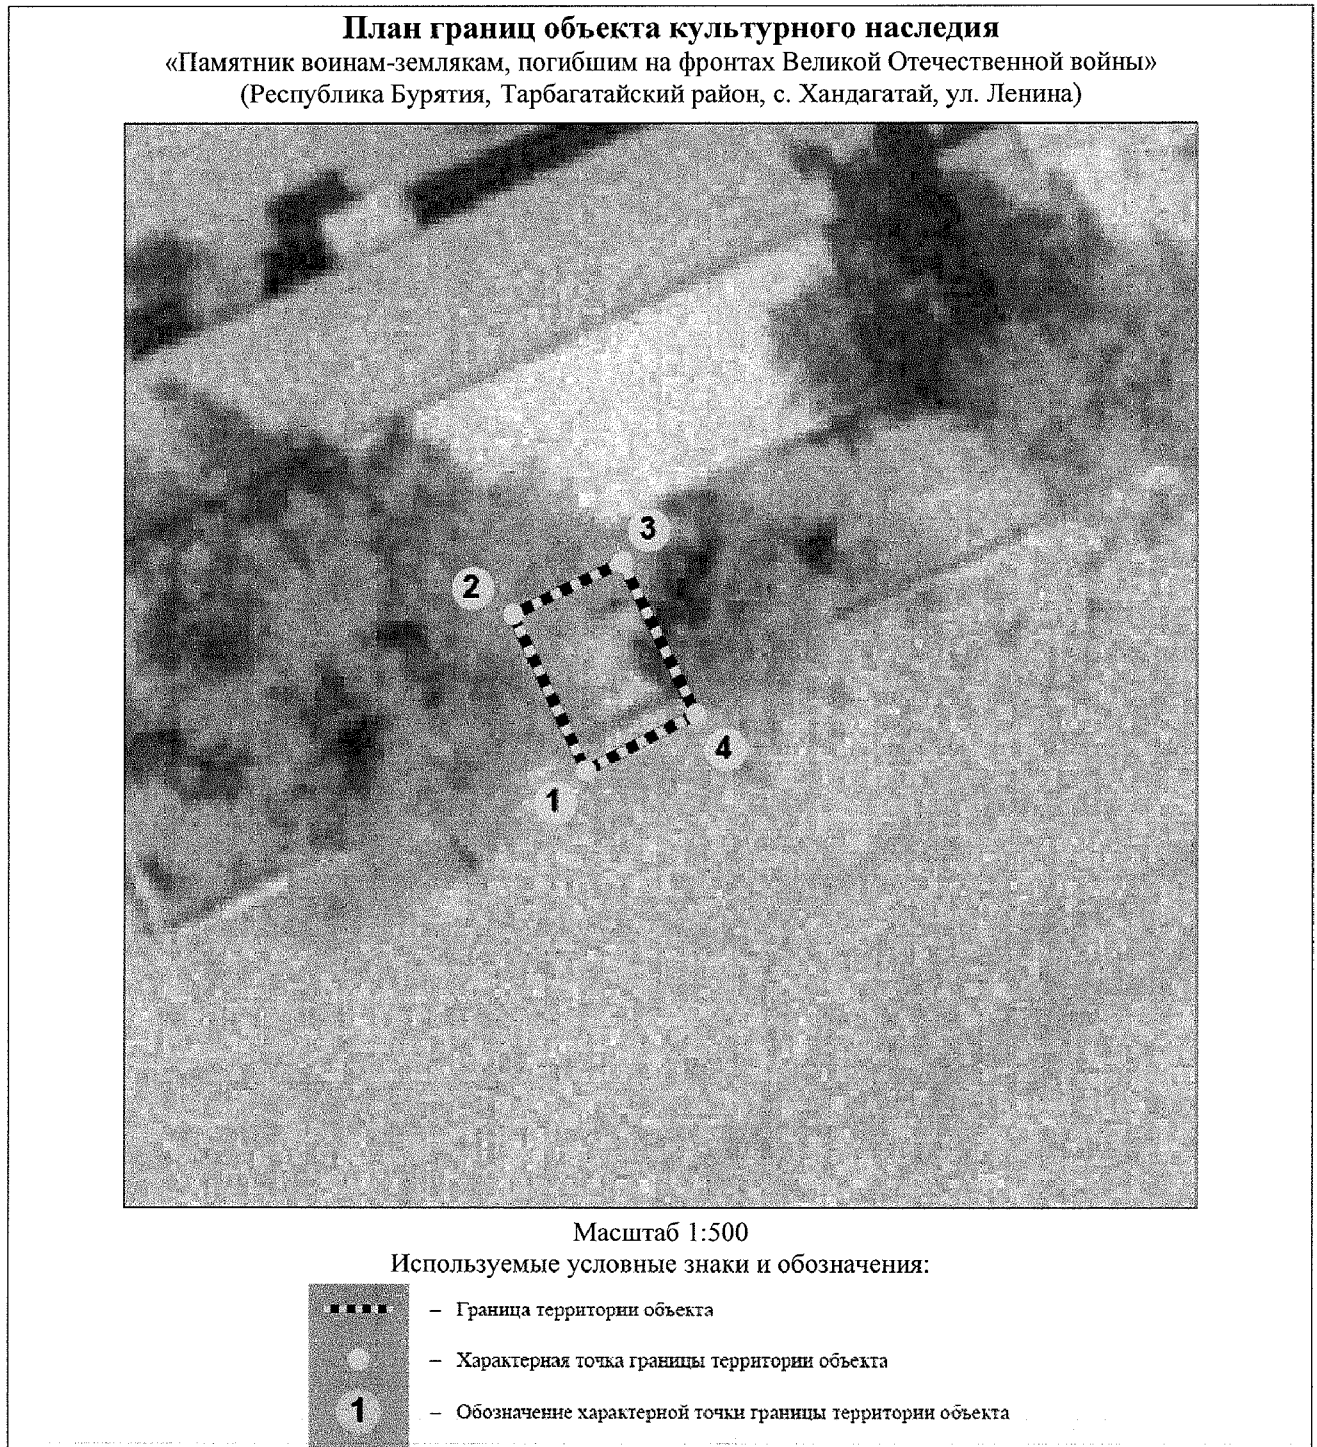 План границ объекта культурного наследия
«Памятник воинам-землякам, погибшим на фронтах Великой Отечественной войны»
(Республика Бурятия, Тарбагатайский район, с. Хандагатай, ул. Ленина)
3
2
4
1
Масштаб 1:500
Используемые условные знаки и обозначения:
– Граница территории объекта
– Характерная точка границы территории объекта
1 – Обозначение характерной точки границы территории объекта